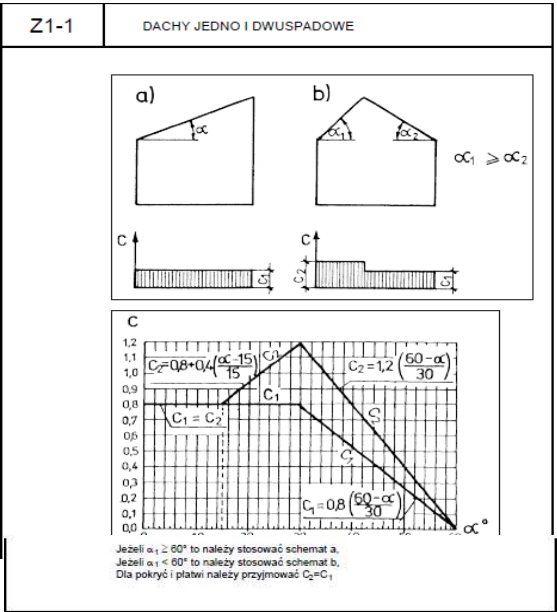 Z1-1
DACHY JEDNO I DWUSPADOWE
a)
b)
α
α₁
α₂
α₁ ⩾ α₂
C
C₁
C
C₂
C₁
C
1,2
1,1
1,0
0,9
0,8
0,7
0,6
0,5
0,4
0,3
0,2
0,1
0,0
C₂=0,8+0,4(α-15/15)
C₂
C₂=1,2(60-α/30)
C₁
C₁ = C₂
C₂
C₁
C₁=0,8(60-α/30)
α°
Jeżeli α₁ ≥ 60° to należy stosować schemat a,
Jeżeli α₁ < 60° to należy stosować schemat b,
Dla pokryć i płatwi należy przyjmować C₂=C₁